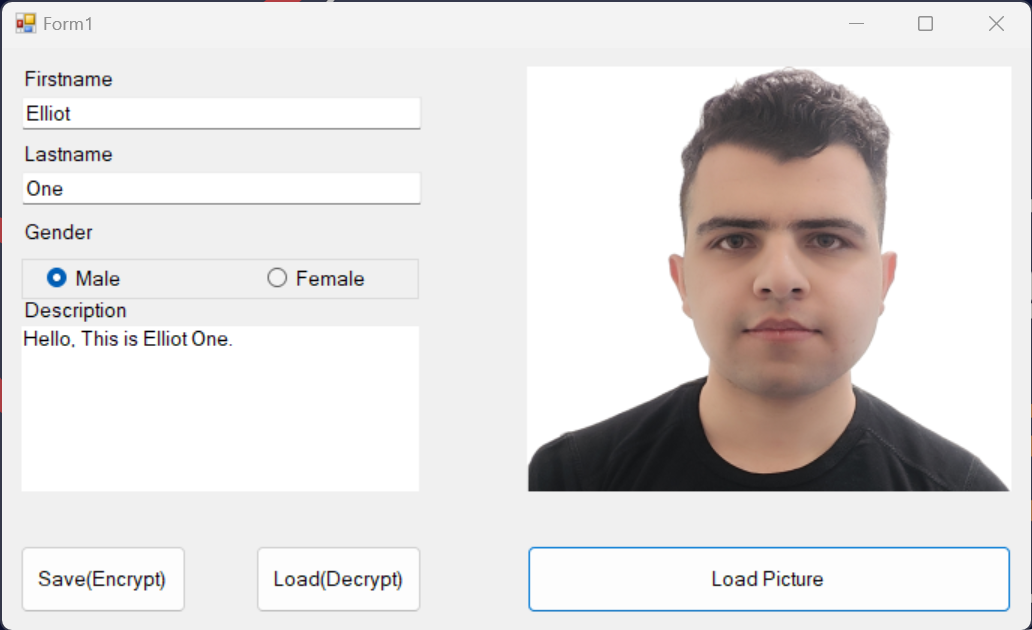 Form1
Firstname
Elliot
Lastname
One
Gender
Male Female
Description
Hello, This is Elliot One.
Save(Encrypt) Load(Decrypt) Load Picture